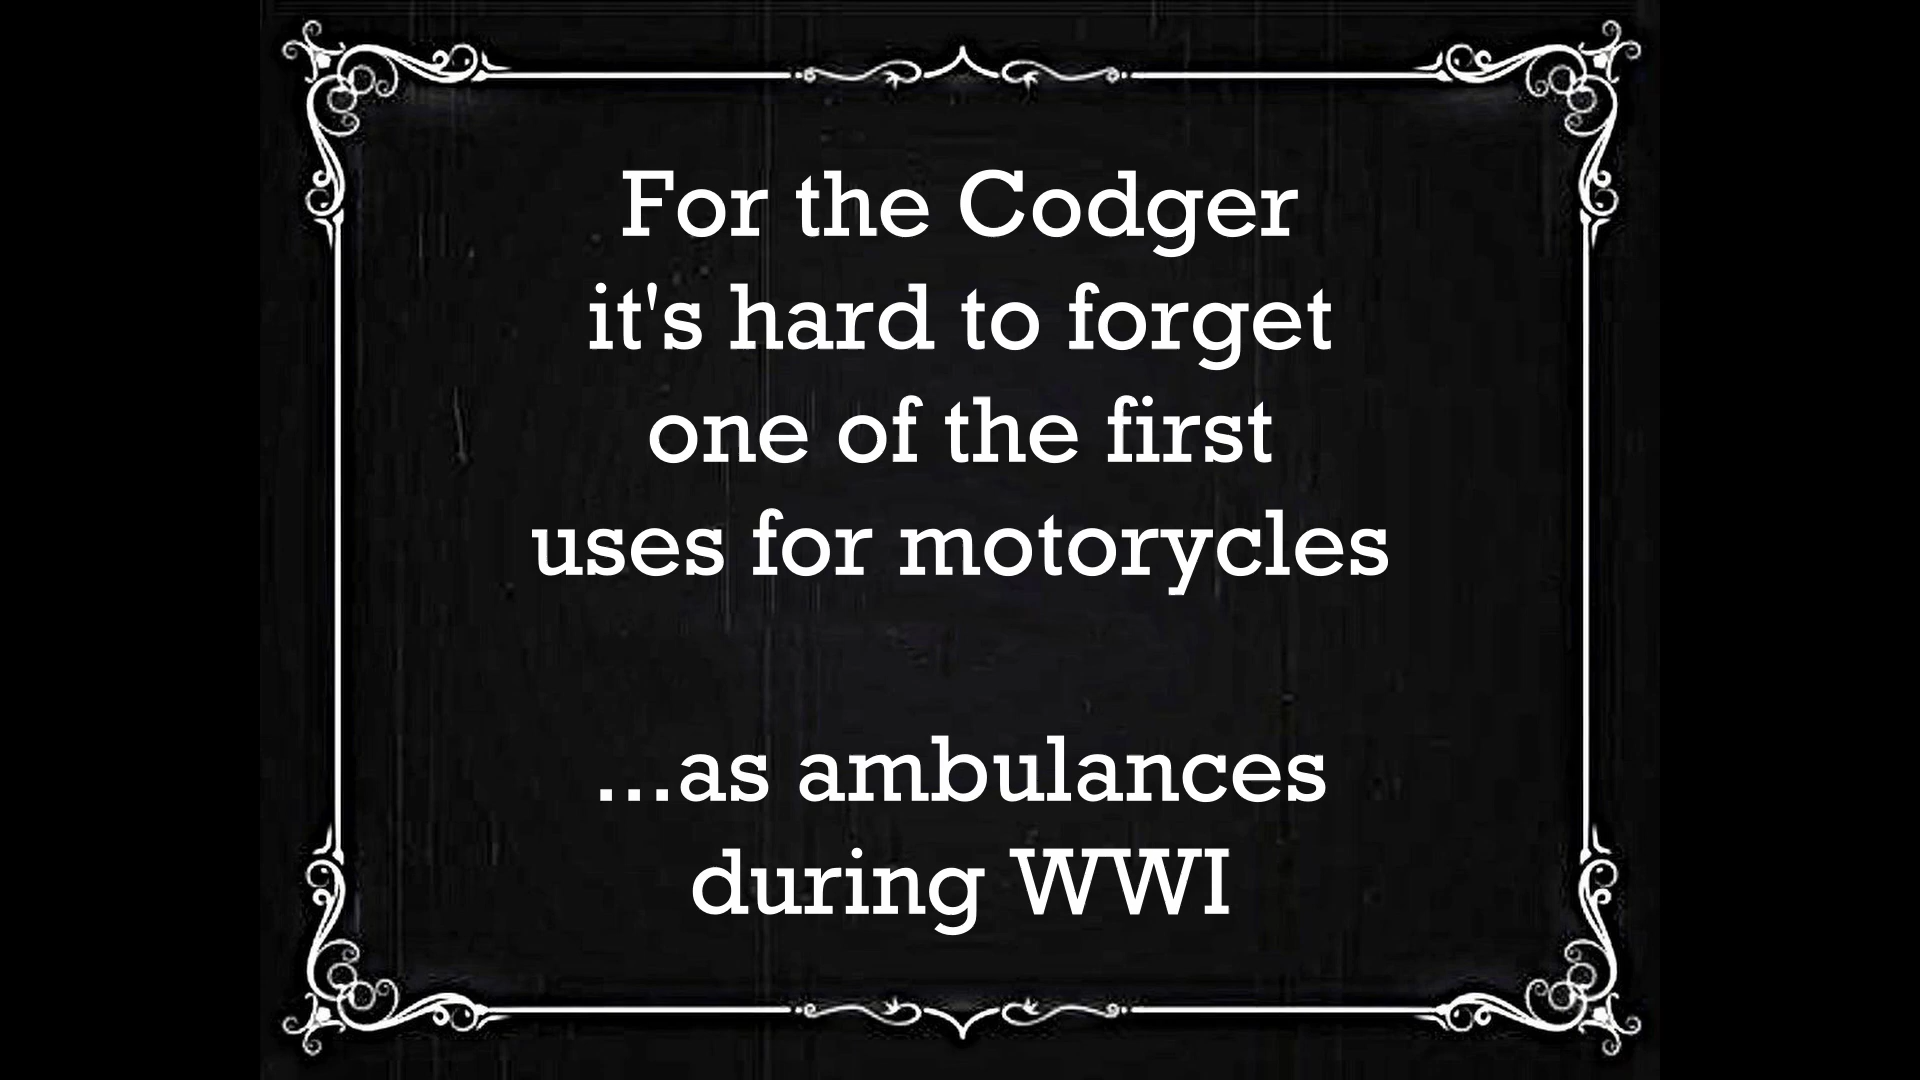 For the Codger
it's hard to forget
one of the first
uses for motorycles
...as ambulances
during WWI